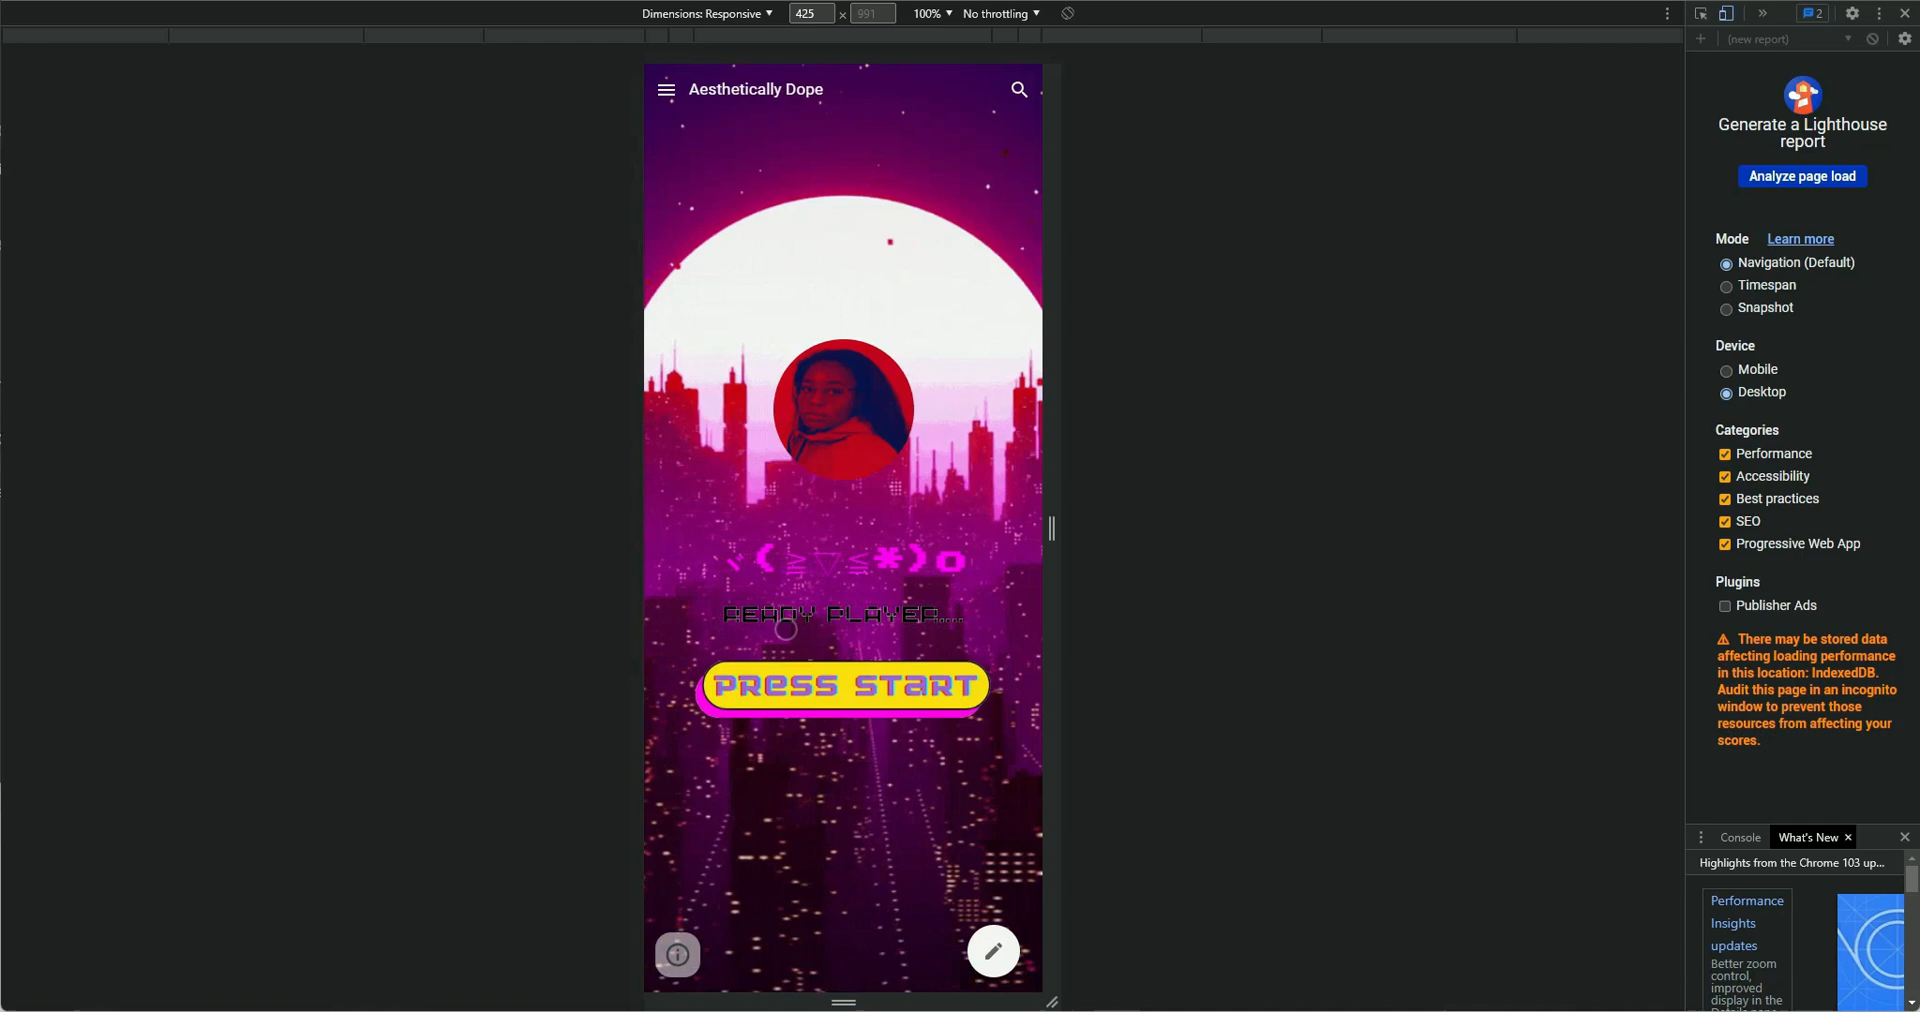 Dimensions: Responsive 425 x 991 100% No throttling 2
(new report)
Aesthetically Dope
ヾ(≧▽≦*)o
READY PLAYER....
PRESS START
Generate a Lighthouse
report
Analyze page load
Mode Learn more
Navigation (Default)
Timespan
Snapshot
Device
Mobile
Desktop
Categories
Performance
Accessibility
Best practices
SEO
Progressive Web App
Plugins
Publisher Ads
There may be stored data
affecting loading performance
in this location: IndexedDB.
Audit this page in an incognito
window to prevent those
resources from affecting your
scores.
Console What's New
Highlights from the Chrome 103 up...
Performance
Insights
updates
Better zoom
control,
improved
display in the